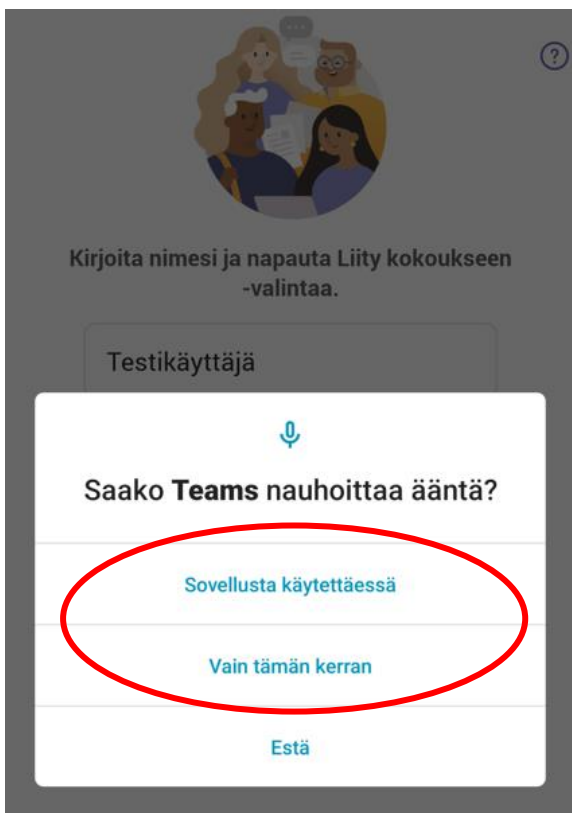 ?
Kirjoita nimesi ja napauta Liity kokoukseen
-valintaa.
Testikäyttäjä
Saako Teams nauhoittaa ääntä?
Sovellusta käytettäessä
Vain tämän kerran
Estä